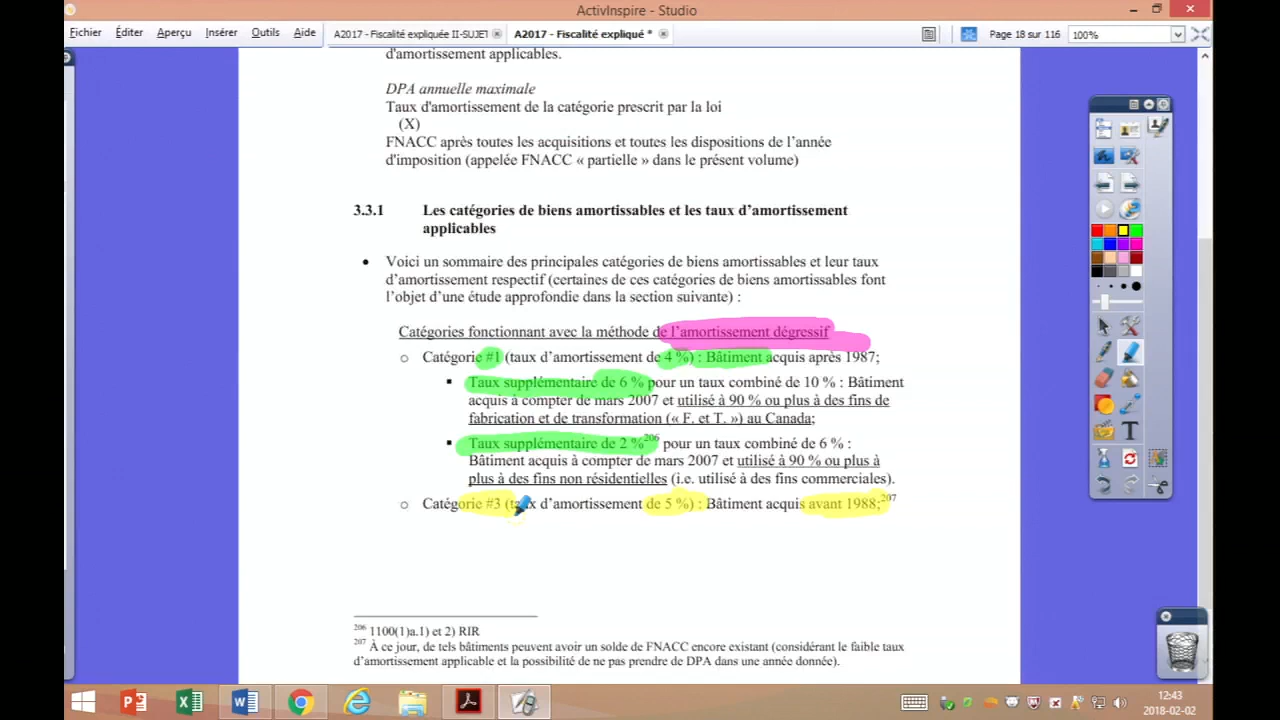 ActivInspire - Studio
Fichier Éditer Aperçu Insérer Outils Aide
A2017 - Fiscalité expliquée II-SUJET
A2017 - Fiscalité expliqué *
Page 18 sur 116
100%
d'amortissement applicables.
DPA annuelle maximale
Taux d'amortissement de la catégorie prescrit par la loi
(X)
FNACC après toutes les acquisitions et toutes les dispositions de l'année
d'imposition (appelée FNACC « partielle » dans le présent volume)
3.3.1 Les catégories de biens amortissables et les taux d'amortissement
applicables
• Voici un sommaire des principales catégories de biens amortissables et leur taux
d'amortissement respectif (certaines de ces catégories de biens amortissables font
l'objet d'une étude approfondie dans la section suivante) :
Catégories fonctionnant avec la méthode de l'amortissement dégressif
o Catégorie #1 (taux d'amortissement de 4 %) : Bâtiment acquis après 1987;
▪ Taux supplémentaire de 6 % pour un taux combiné de 10 % : Bâtiment
acquis à compter de mars 2007 et utilisé à 90 % ou plus à des fins de
fabrication et de transformation (« F. et T. ») au Canada;
▪ Taux supplémentaire de 2 %206 pour un taux combiné de 6 % :
Bâtiment acquis à compter de mars 2007 et utilisé à 90 % ou plus à
plus à des fins non résidentielles (i.e. utilisé à des fins commerciales).
o Catégorie #3 (taux d'amortissement de 5 %) : Bâtiment acquis avant 1988;207
206 1100(1)a.1) et 2) RIR
207 À ce jour, de tels bâtiments peuvent avoir un solde de FNACC encore existant (considérant le faible taux
d'amortissement applicable et la possibilité de ne pas prendre de DPA dans une année donnée).
12:43
2018-02-02